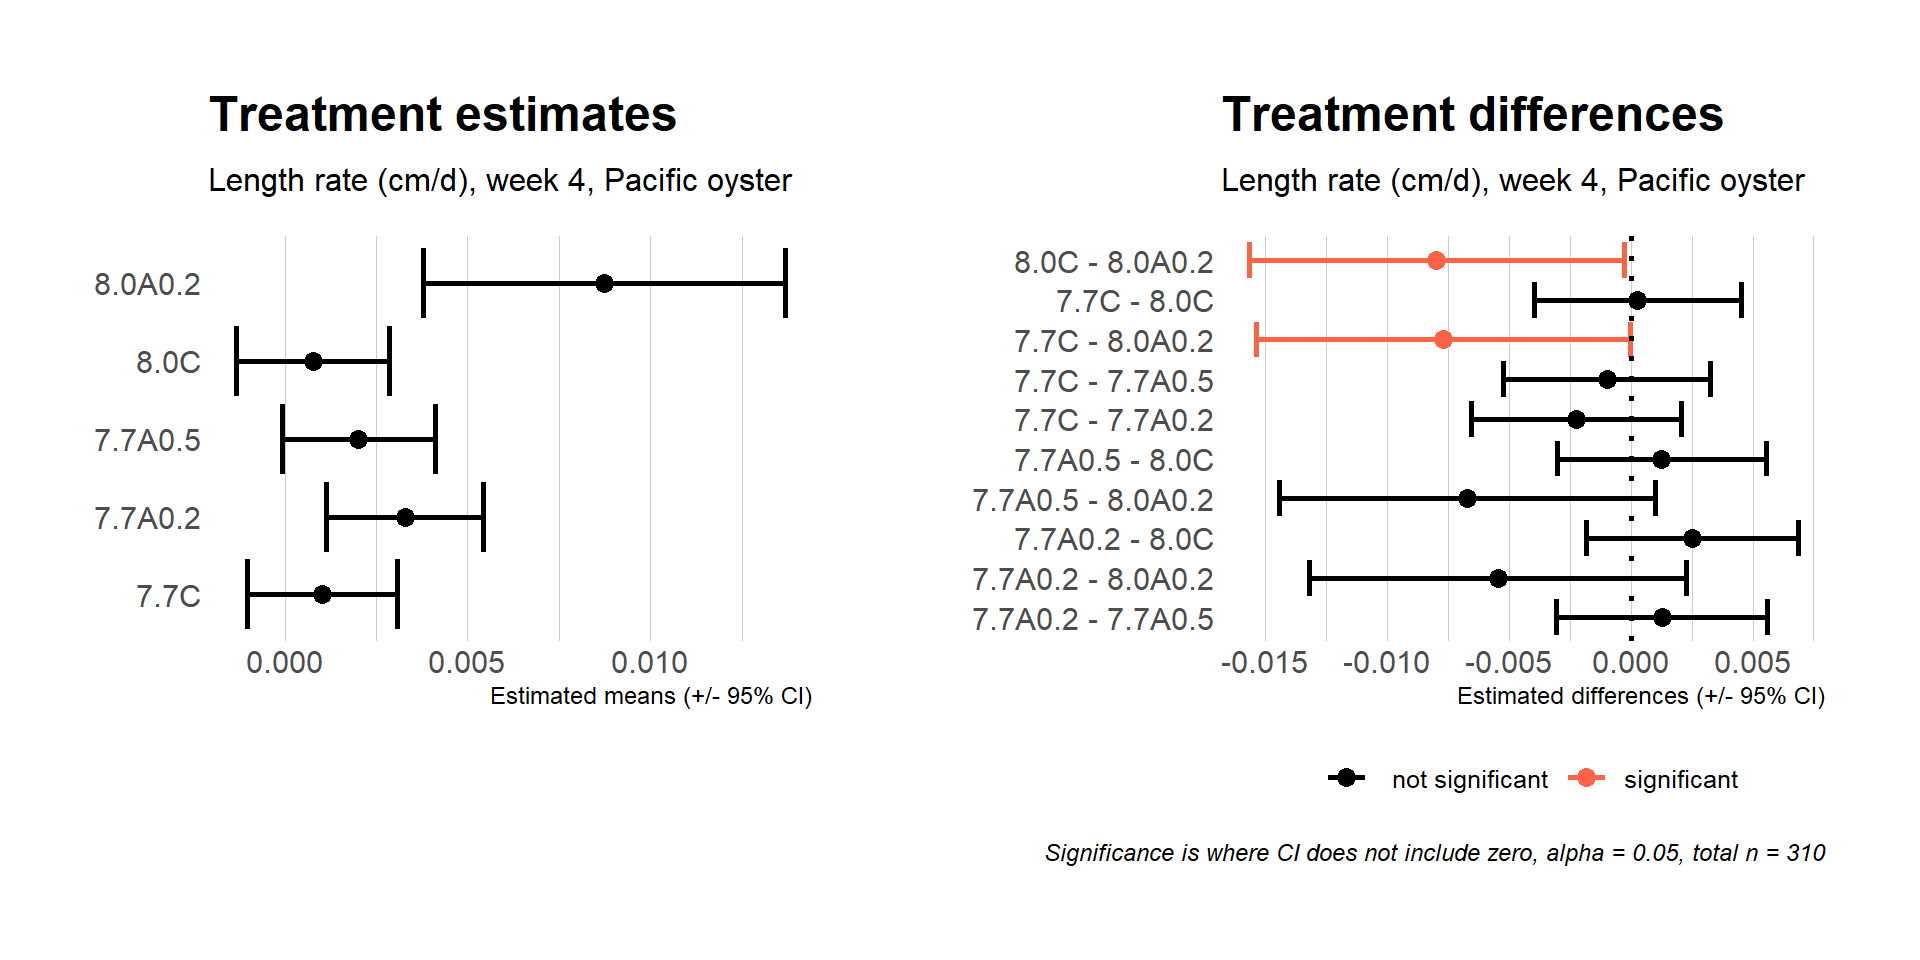 Treatment estimates
Length rate (cm/d), week 4, Pacific oyster
8.0A0.2
8.0C
7.7A0.5
7.7A0.2
7.7C
0.000 0.005 0.010
Estimated means (+/- 95% CI)
Treatment differences
Length rate (cm/d), week 4, Pacific oyster
8.0C - 8.0A0.2
7.7C - 8.0C
7.7C - 8.0A0.2
7.7C - 7.7A0.5
7.7C - 7.7A0.2
7.7A0.5 - 8.0C
7.7A0.5 - 8.0A0.2
7.7A0.2 - 8.0C
7.7A0.2 - 8.0A0.2
7.7A0.2 - 7.7A0.5
-0.015 -0.010 -0.005 0.000 0.005
Estimated differences (+/- 95% CI)
not significant significant
Significance is where CI does not include zero, alpha = 0.05, total n = 310